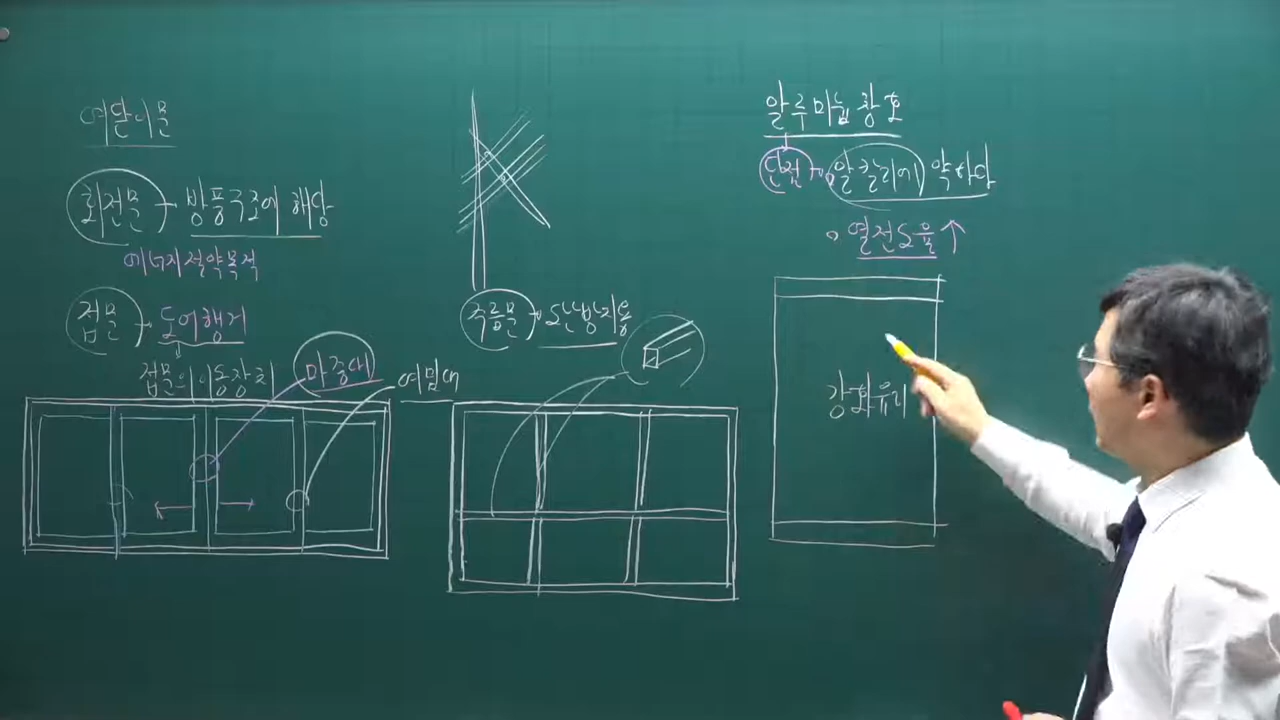 여닫이문
회전문 → 방풍구조에 해당
에너지절약목적
접문 → 도어행거
접문의 이동장치
마중대
여밈대
주름문 → 도난방지용
알루미늄창호
단점 → 알칼리에 약하다
열전도율↑
강화유리